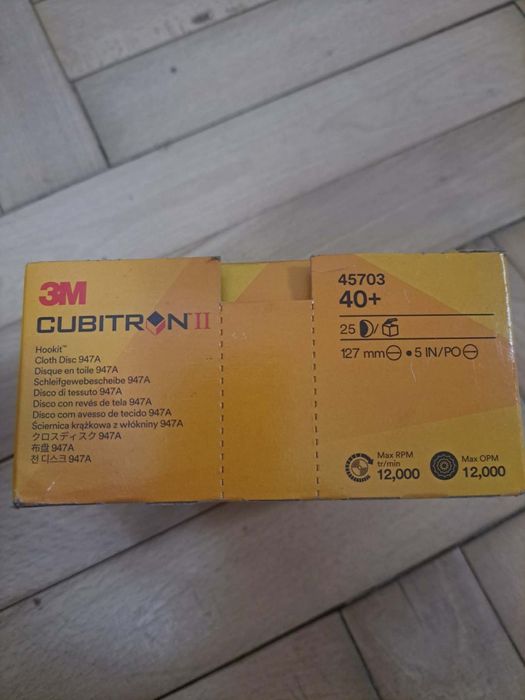 3M
CUBITRON II
Hookit™
Cloth Disc 947A
Disque en toile 947A
Schleifgewebescheibe 947A
Disco di tessuto 947A
Disco con revés de tela 947A
Disco com avesso de tecido 947A
Ściernica krążkowa z włókniny 947A
クロスディスク 947A
布盘 947A
천 디스크 947A
45703
40+
25 /
127 mm • 5 IN/PO
Max RPM
tr/min
12,000
Max OPM
12,000